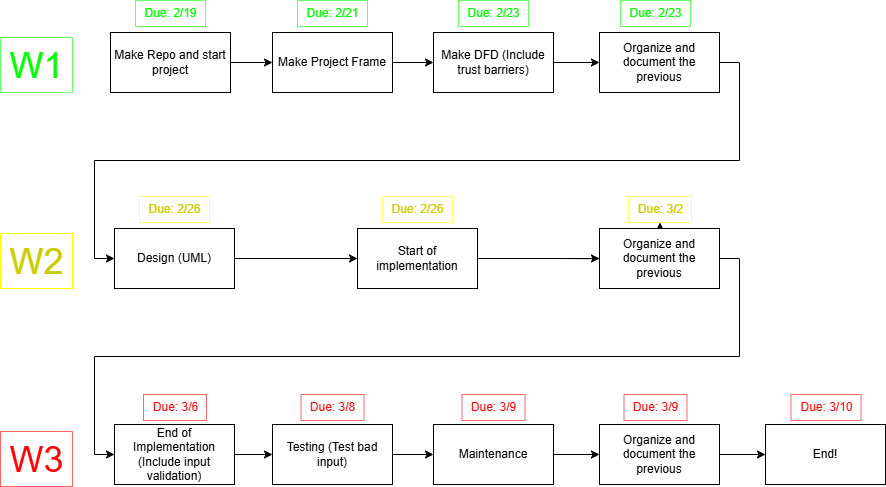 Due: 2/19
Due: 2/21
Due: 2/23
Due: 2/23
W1
Make Repo and start
project
Make Project Frame
Make DFD (Include
trust barriers)
Organize and
document the
previous
Due: 2/26
Due: 2/26
Due: 3/2
W2
Design (UML)
Start of
implementation
Organize and
document the
previous
Due: 3/6
Due: 3/8
Due: 3/9
Due: 3/9
Due: 3/10
W3
End of
Implementation
(Include input
validation)
Testing (Test bad
input)
Maintenance
Organize and
document the
previous
End!